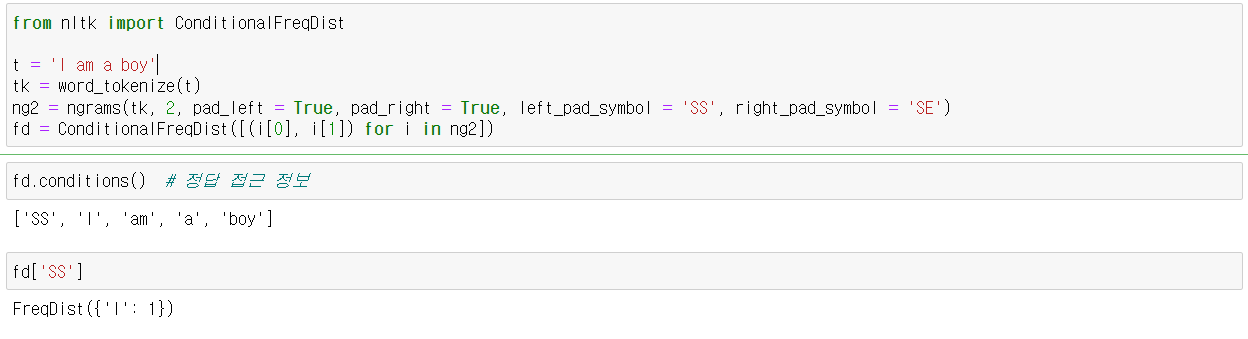 from nltk import ConditionalFreqDist
t = 'I am a boy'
tk = word_tokenize(t)
ng2 = ngrams(tk, 2, pad_left = True, pad_right = True, left_pad_symbol = 'SS', right_pad_symbol = 'SE')
fd = ConditionalFreqDist([(i[0], i[1]) for i in ng2])
fd.conditions()  # 정답 접근 정보
['SS', 'I', 'am', 'a', 'boy']
fd['SS']
FreqDist({'I': 1})